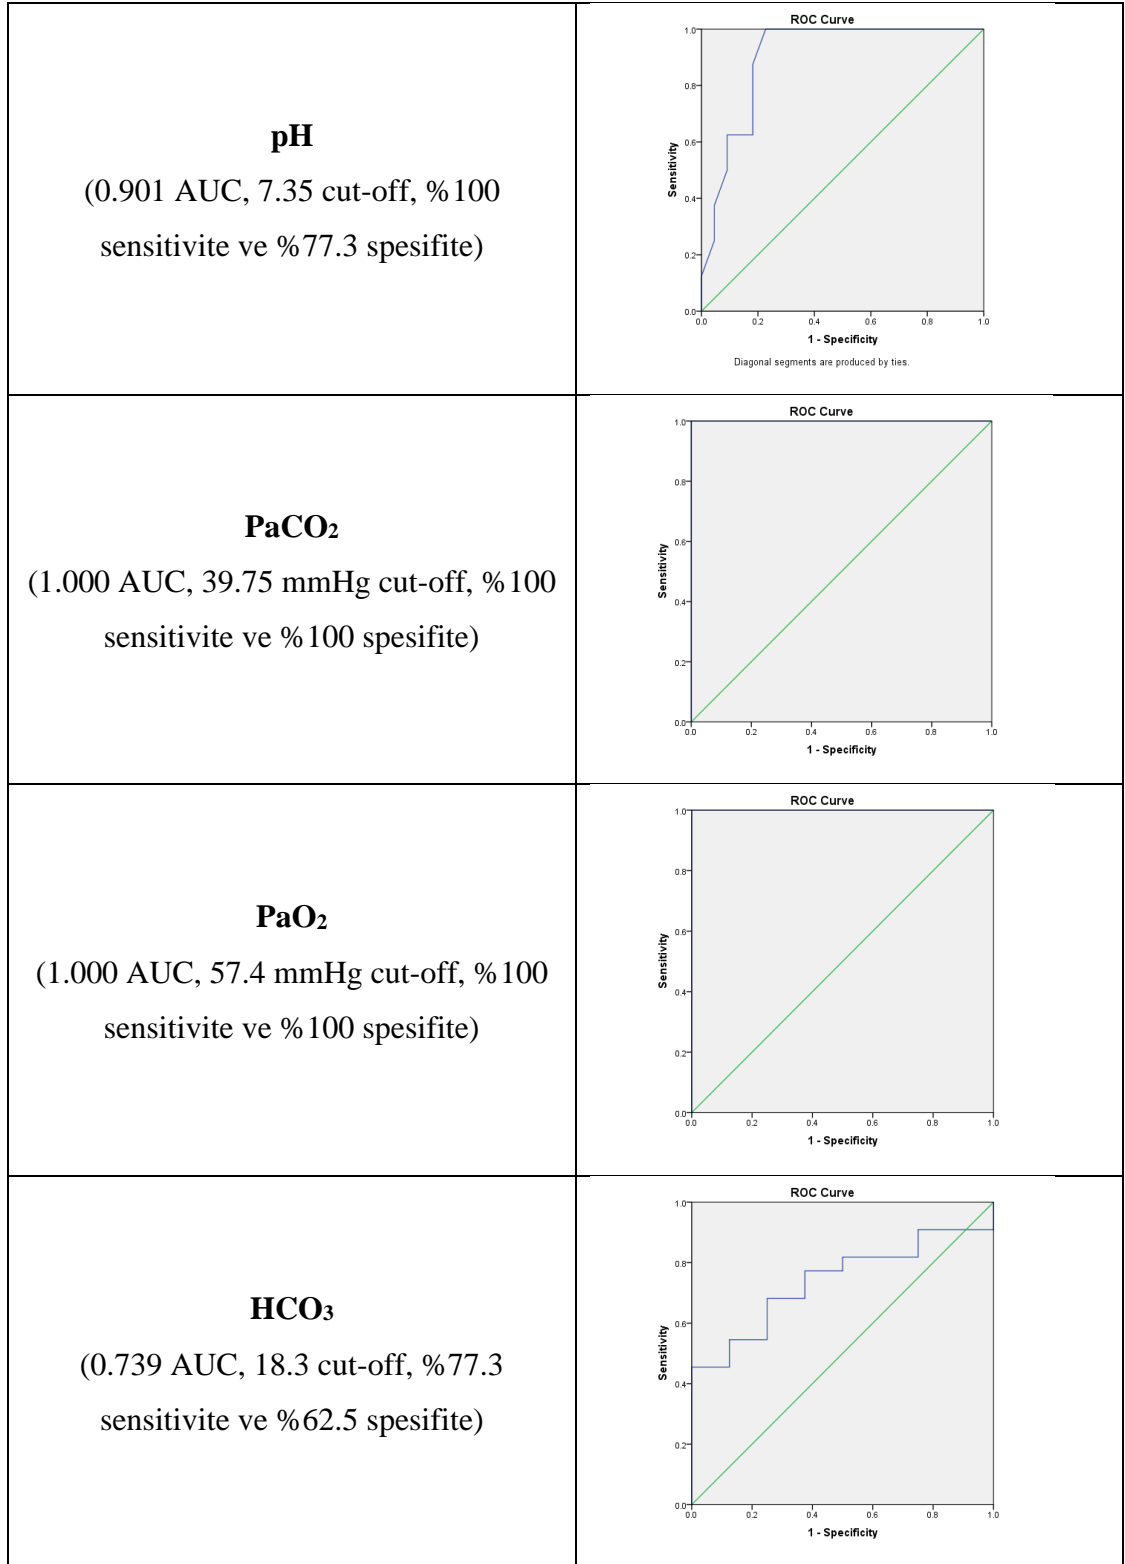 pH
(0.901 AUC, 7.35 cut-off, %100
sensitivite ve %77.3 spesifite)
ROC Curve
Sensitivity
1.0
0.8
0.6
0.4
0.2
0.0
0.0 0.2 0.4 0.6 0.8 1.0
1 - Specificity
Diagonal segments are produced by ties.
PaCO₂
(1.000 AUC, 39.75 mmHg cut-off, %100
sensitivite ve %100 spesifite)
ROC Curve
Sensitivity
1.0
0.8
0.6
0.4
0.2
0.0
0.0 0.2 0.4 0.6 0.8 1.0
1 - Specificity
PaO₂
(1.000 AUC, 57.4 mmHg cut-off, %100
sensitivite ve %100 spesifite)
ROC Curve
Sensitivity
1.0
0.8
0.6
0.4
0.2
0.0
0.0 0.2 0.4 0.6 0.8 1.0
1 - Specificity
HCO₃
(0.739 AUC, 18.3 cut-off, %77.3
sensitivite ve %62.5 spesifite)
ROC Curve
Sensitivity
1.0
0.8
0.6
0.4
0.2
0.0
0.0 0.2 0.4 0.6 0.8 1.0
1 - Specificity